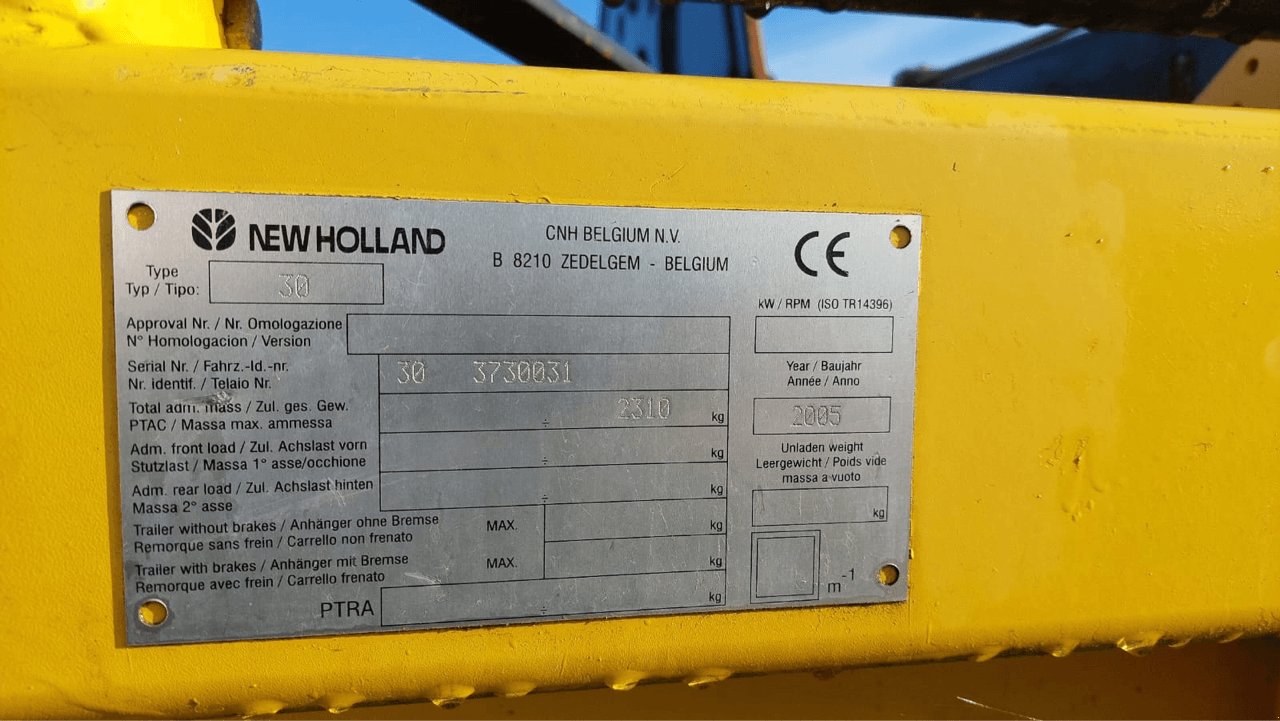 NEW HOLLAND
CNH BELGIUM N.V.
B 8210 ZEDELGEM - BELGIUM
CE
Type
Typ / Tipo:
30
kW / RPM (ISO TR14396)
Approval Nr. / Nr. Omologazione
N° Homologacion / Version
Serial Nr. / Fahrz.-Id.-nr.
Nr. identif. / Telaio Nr.
30 3730031
Year / Baujahr
Année / Anno
2005
Total adm. mass / Zul. ges. Gew.
PTAC / Massa max. ammessa
÷ 2310 kg
Adm. front load / Zul. Achslast vorn
Stutzlast / Massa 1° asse/occhione
÷ kg
Unladen weight
Leergewicht / Poids vide
massa a vuoto
kg
Adm. rear load / Zul. Achslast hinten
Massa 2° asse
÷ kg
Trailer without brakes / Anhänger ohne Bremse
Remorque sans frein / Carrello non frenato
MAX. kg
Trailer with brakes / Anhänger mit Bremse
Remorque avec frein / Carrello frenato
MAX. kg
PTRA ÷ kg
m-1